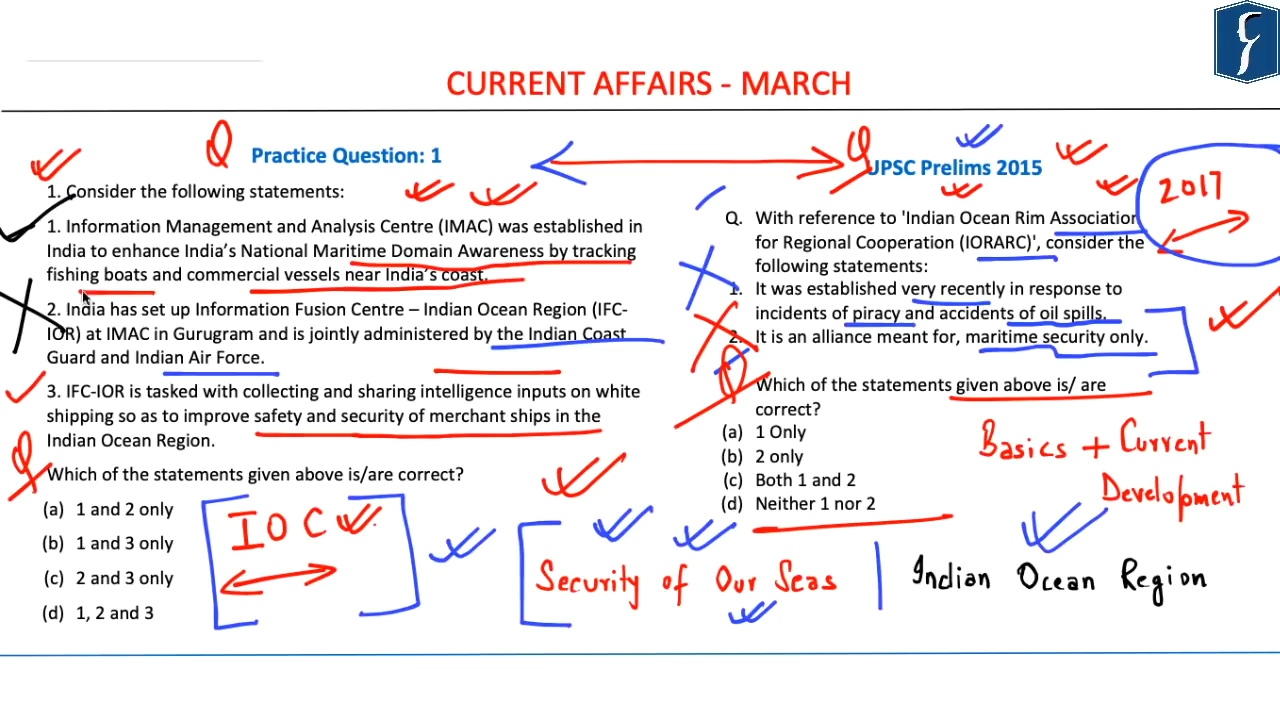 CURRENT AFFAIRS - MARCH
Q
Practice Question: 1
1. Consider the following statements:
1. Information Management and Analysis Centre (IMAC) was established in
India to enhance India's National Maritime Domain Awareness by tracking
fishing boats and commercial vessels near India's coast.
2. India has set up Information Fusion Centre – Indian Ocean Region (IFC-
IOR) at IMAC in Gurugram and is jointly administered by the Indian Coast
Guard and Indian Air Force.
3. IFC-IOR is tasked with collecting and sharing intelligence inputs on white
shipping so as to improve safety and security of merchant ships in the
Indian Ocean Region.
Q
Which of the statements given above is/are correct?
(a) 1 and 2 only
(b) 1 and 3 only
(c) 2 and 3 only
(d) 1, 2 and 3
IOC
Q
UPSC Prelims 2015
2017
Q. With reference to 'Indian Ocean Rim Association
for Regional Cooperation (IORARC)', consider the
following statements:
1. It was established very recently in response to
incidents of piracy and accidents of oil spills.
2. It is an alliance meant for, maritime security only.
Q
Which of the statements given above is/ are
correct?
(a) 1 Only
(b) 2 only
(c) Both 1 and 2
(d) Neither 1 nor 2
Basics + Current
Development
Security of Our Seas
Indian Ocean Region